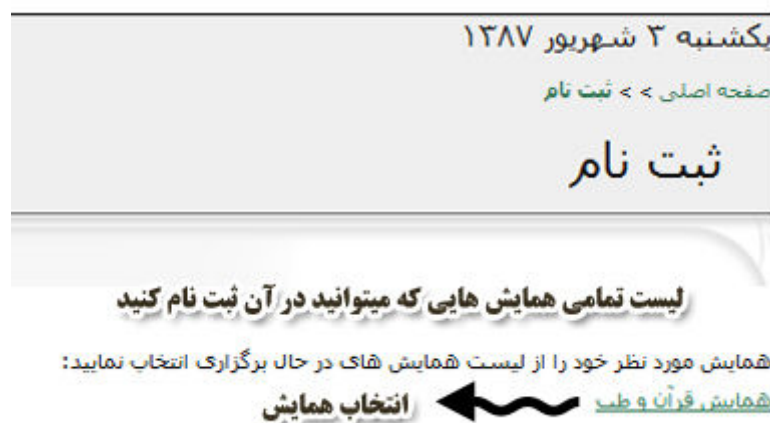 یکشنبه ۳ شهریور ۱۳۸۷
صفحه اصلی > > ثبت نام
ثبت نام
لیست تمامی همایش هایی که میتوانید در آن ثبت نام کنید
همایش مورد نظر خود را از لیست همایش های در حال برگزاری انتخاب نمایید:
همایش قرآن و طب
انتخاب همایش